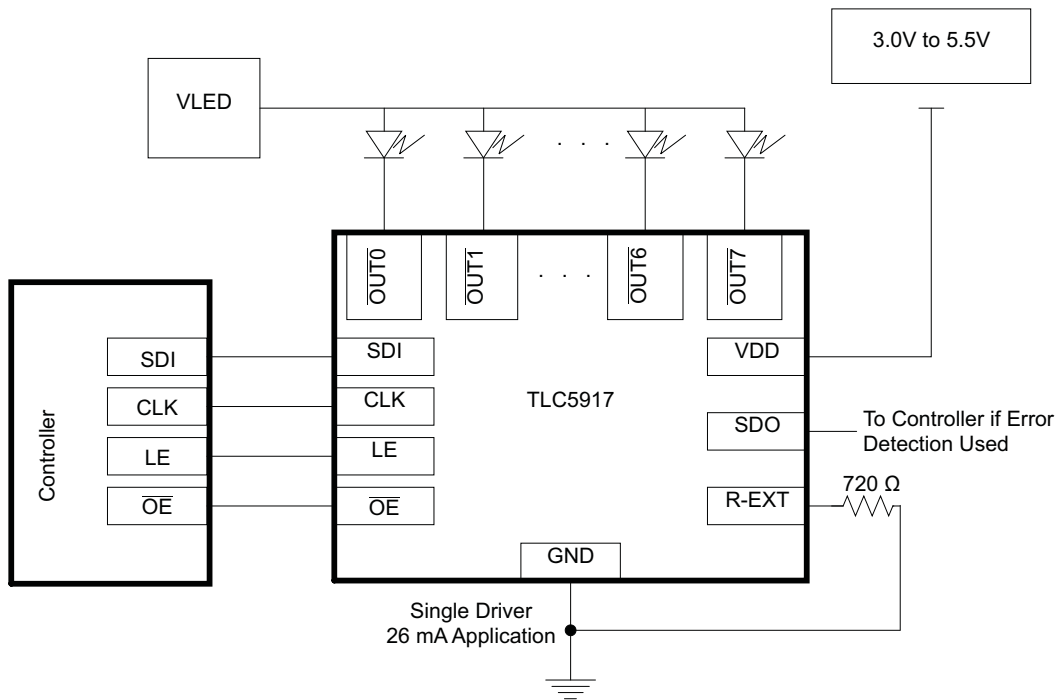 3.0V to 5.5V
VLED
. . .
OUT0
OUT1
. . .
OUT6
OUT7
Controller
SDI
CLK
LE
OE
SDI
CLK
LE
OE
TLC5917
VDD
SDO
R-EXT
GND
To Controller if Error
Detection Used
720 Ω
Single Driver
26 mA Application